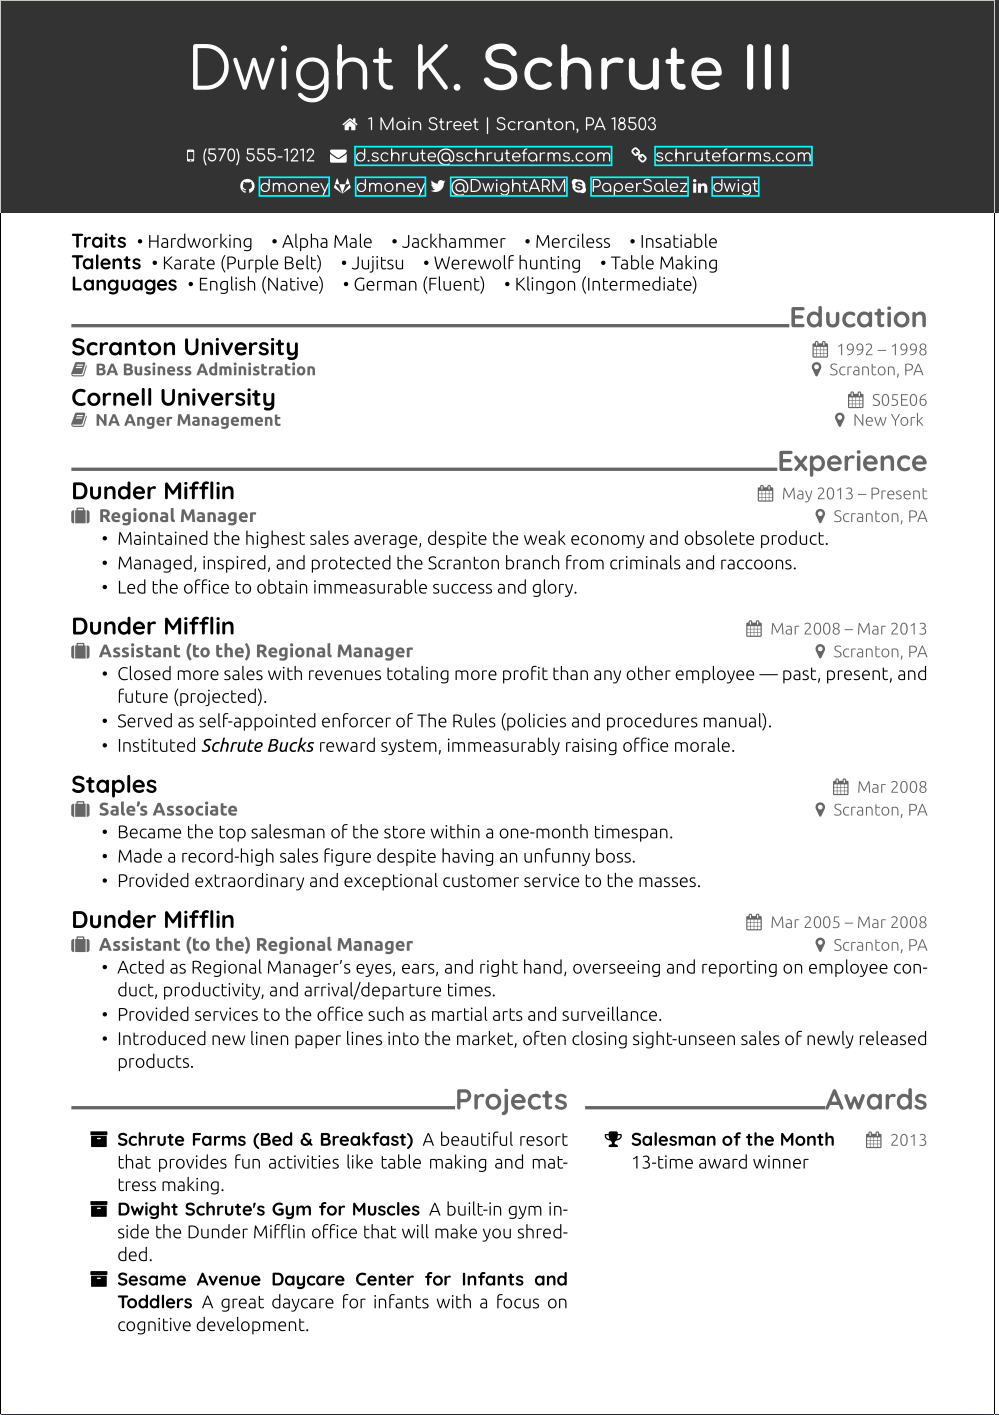 Dwight K. Schrute III
1 Main Street | Scranton, PA 18503
(570) 555-1212 d.schrute@schrutefarms.com schrutefarms.com
dmoney dmoney @DwightARM PaperSalez dwigt
Traits • Hardworking • Alpha Male • Jackhammer • Merciless • Insatiable
Talents • Karate (Purple Belt) • Jujitsu • Werewolf hunting • Table Making
Languages • English (Native) • German (Fluent) • Klingon (Intermediate)
Education
Scranton University 1992 – 1998
BA Business Administration Scranton, PA
Cornell University S05E06
NA Anger Management New York
Experience
Dunder Mifflin May 2013 – Present
Regional Manager Scranton, PA
• Maintained the highest sales average, despite the weak economy and obsolete product.
• Managed, inspired, and protected the Scranton branch from criminals and raccoons.
• Led the office to obtain immeasurable success and glory.
Dunder Mifflin Mar 2008 – Mar 2013
Assistant (to the) Regional Manager Scranton, PA
• Closed more sales with revenues totaling more profit than any other employee — past, present, and
future (projected).
• Served as self-appointed enforcer of The Rules (policies and procedures manual).
• Instituted Schrute Bucks reward system, immeasurably raising office morale.
Staples Mar 2008
Sale's Associate Scranton, PA
• Became the top salesman of the store within a one-month timespan.
• Made a record-high sales figure despite having an unfunny boss.
• Provided extraordinary and exceptional customer service to the masses.
Dunder Mifflin Mar 2005 – Mar 2008
Assistant (to the) Regional Manager Scranton, PA
• Acted as Regional Manager's eyes, ears, and right hand, overseeing and reporting on employee con-
duct, productivity, and arrival/departure times.
• Provided services to the office such as martial arts and surveillance.
• Introduced new linen paper lines into the market, often closing sight-unseen sales of newly released
products.
Projects
Schrute Farms (Bed & Breakfast) A beautiful resort
that provides fun activities like table making and mat-
tress making.
Dwight Schrute's Gym for Muscles A built-in gym in-
side the Dunder Mifflin office that will make you shred-
ded.
Sesame Avenue Daycare Center for Infants and
Toddlers A great daycare for infants with a focus on
cognitive development.
Awards
Salesman of the Month 2013
13-time award winner